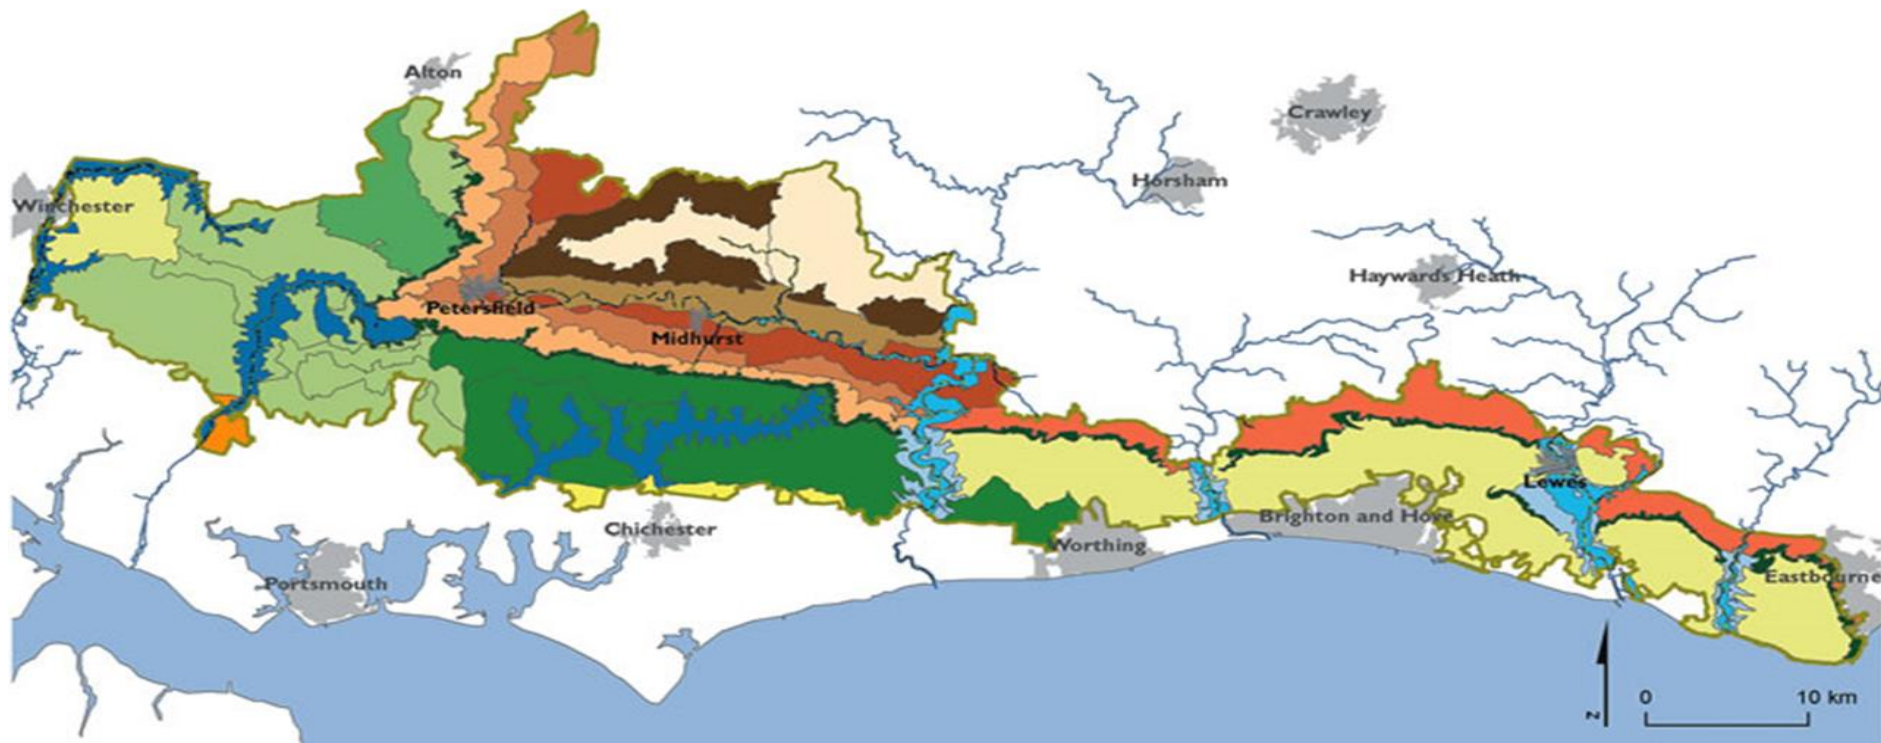 Alton
Crawley
Horsham
Winchester
Haywards Heath
Petersfield
Midhurst
Lewes
Chichester
Brighton and Hove
Worthing
Portsmouth
Eastbourne
0 10 km
N